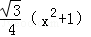 √3/4 (x²+1)